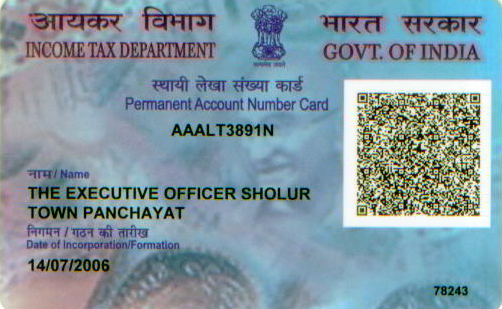 आयकर विभाग
INCOME TAX DEPARTMENT
भारत सरकार
GOVT. OF INDIA
स्थायी लेखा संख्या कार्ड
Permanent Account Number Card
AAALT3891N
नाम / Name
THE EXECUTIVE OFFICER SHOLUR
TOWN PANCHAYAT
निगमन / गठन की तारीख
Date of Incorporation/Formation
14/07/2006
78243